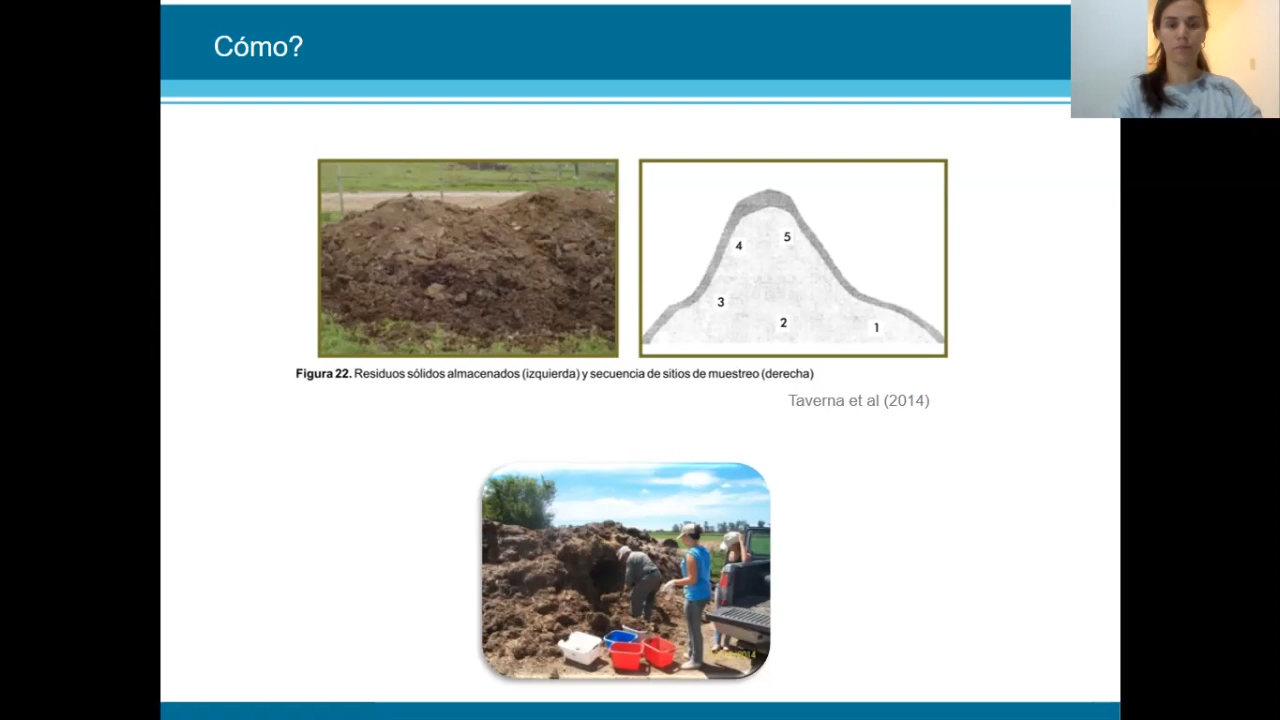 Cómo?
4
5
3
2
1
Figura 22. Residuos sólidos almacenados (izquierda) y secuencia de sitios de muestreo (derecha)
Taverna et al (2014)